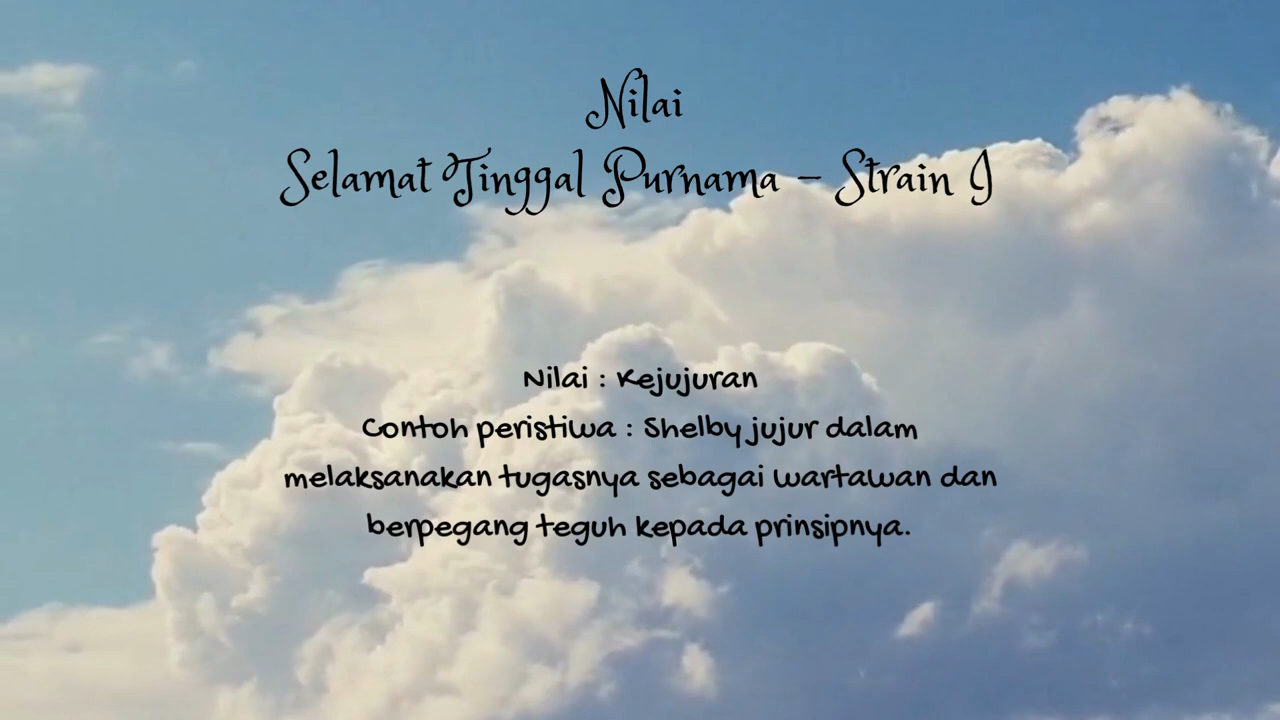 Nilai
Selamat Tinggal Purnama - Strain J
Nilai : Kejujuran
Contoh peristiwa : Shelby jujur dalam
melaksanakan tugasnya sebagai wartawan dan
berpegang teguh kepada prinsipnya.